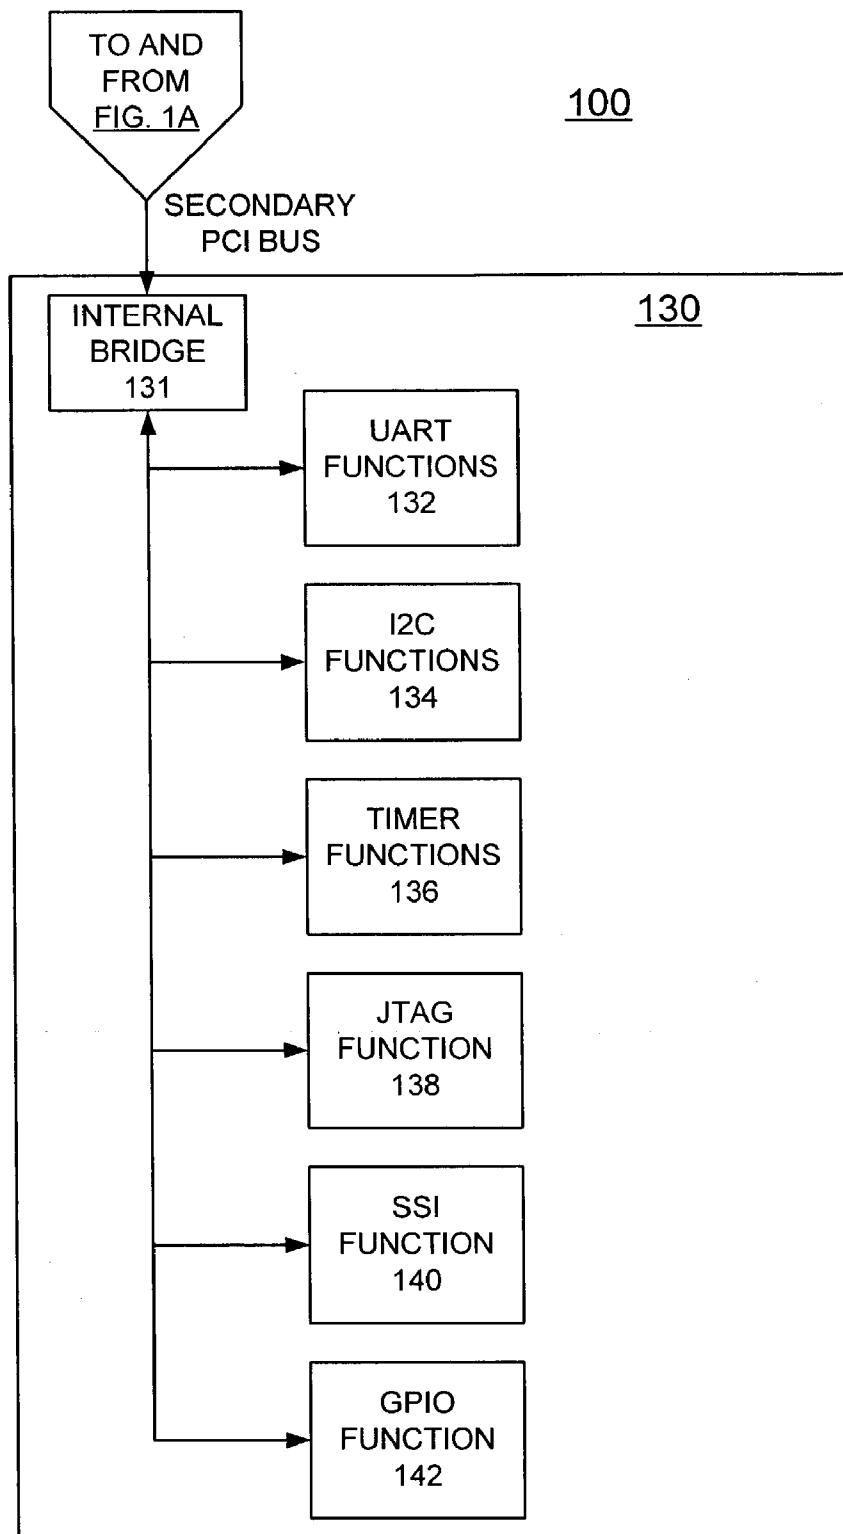 TO AND
FROM
FIG. 1A
100
SECONDARY
PCI BUS
130
INTERNAL
BRIDGE
131
UART
FUNCTIONS
132
I2C
FUNCTIONS
134
TIMER
FUNCTIONS
136
JTAG
FUNCTION
138
SSI
FUNCTION
140
GPIO
FUNCTION
142